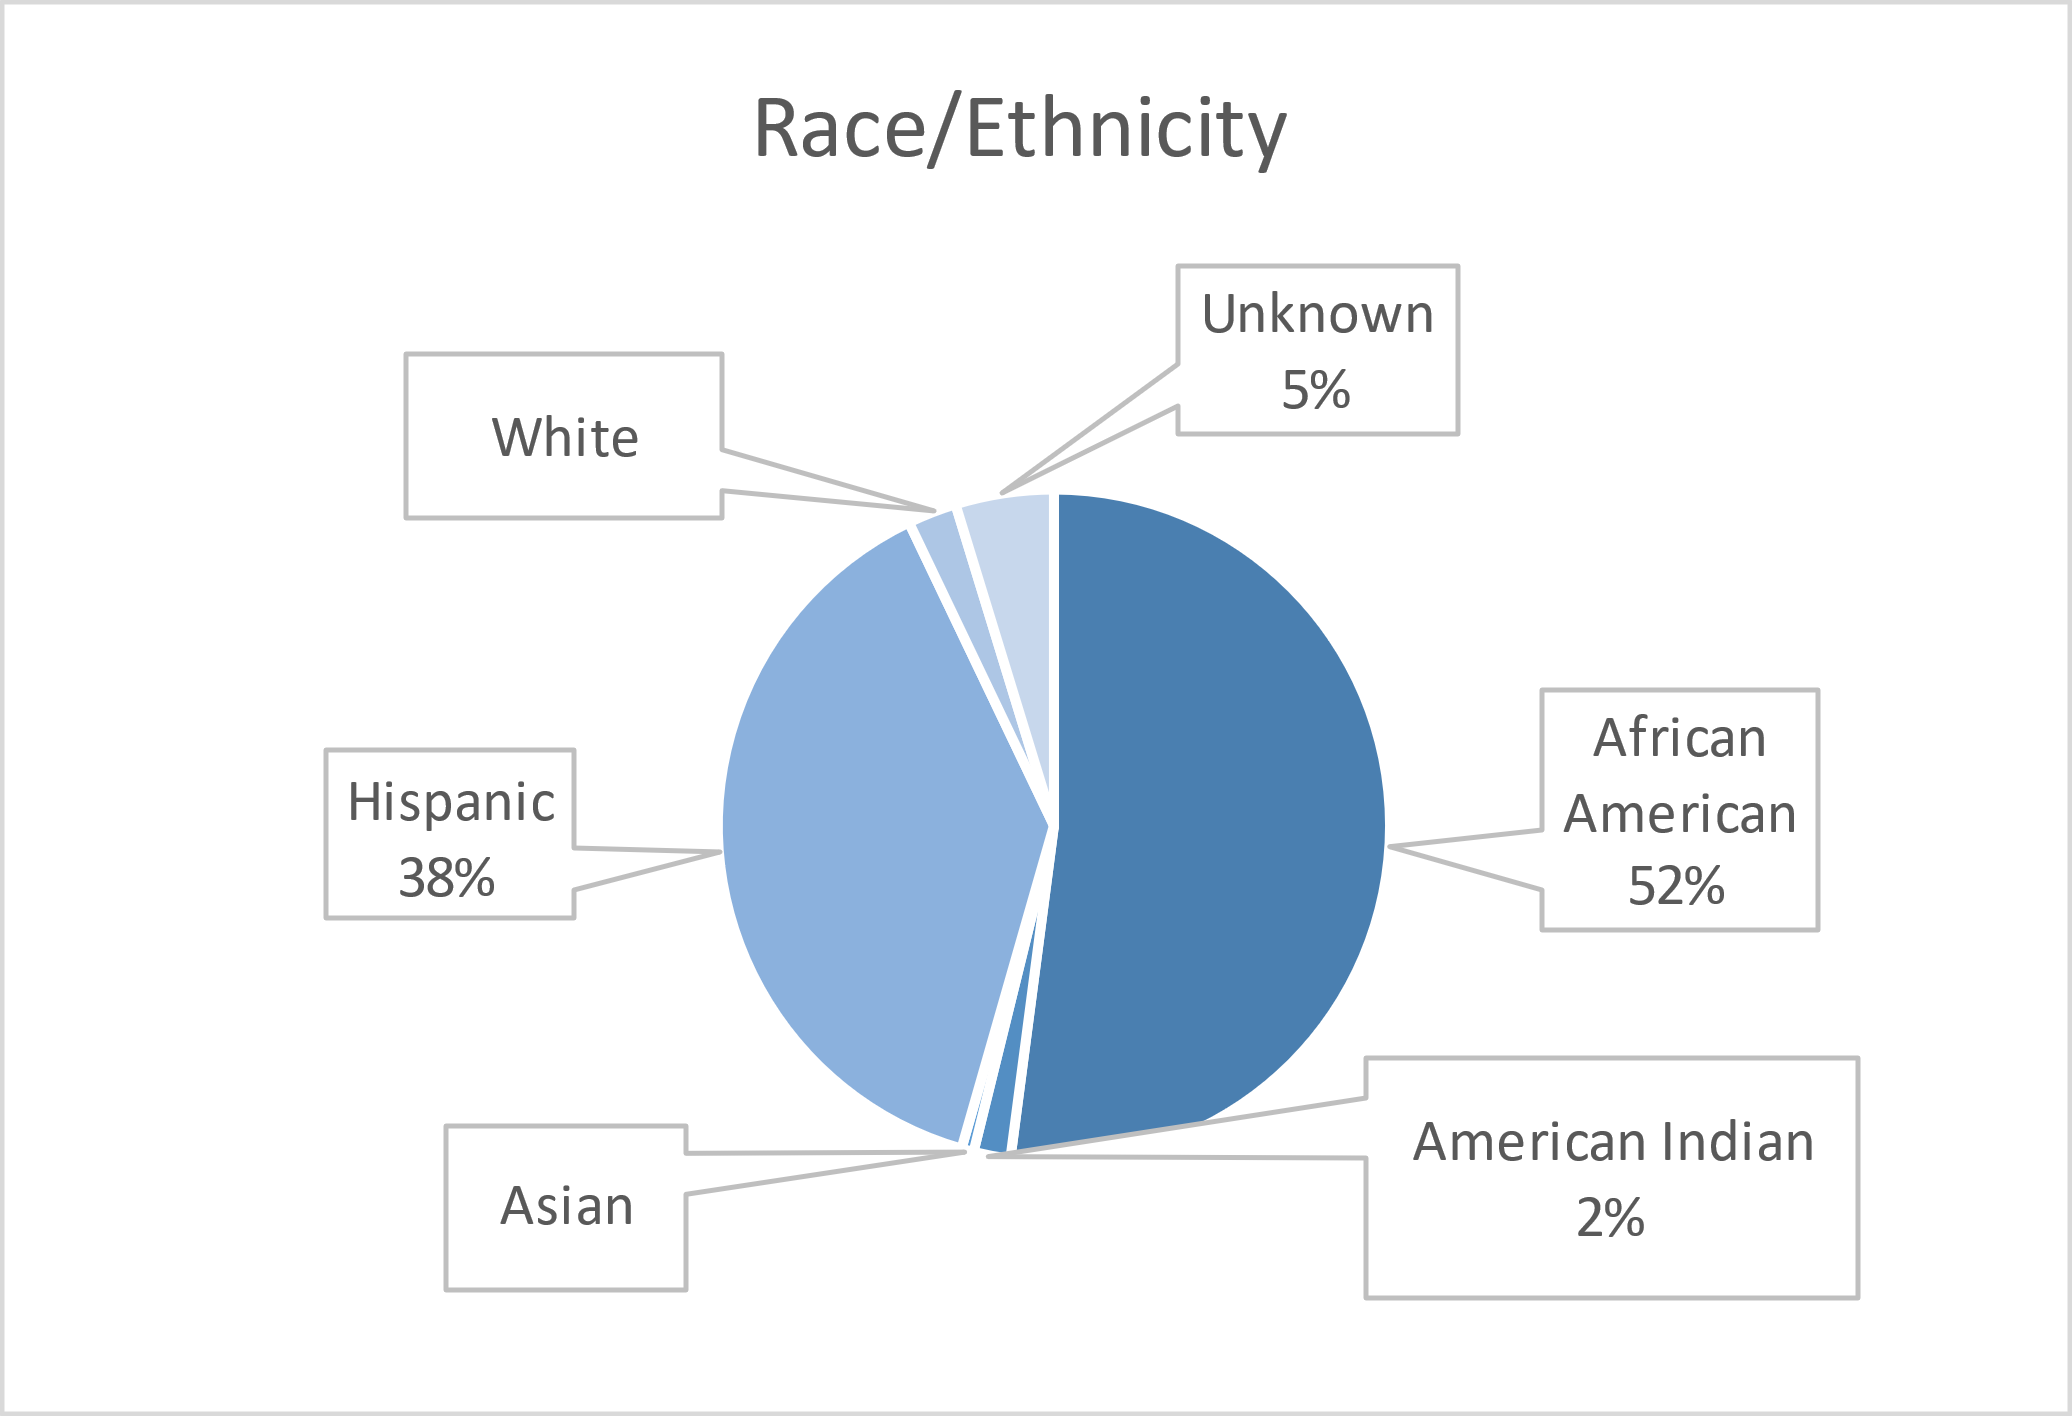 Race/Ethnicity
Unknown
5%
White
African
American
52%
Hispanic
38%
American Indian
2%
Asian